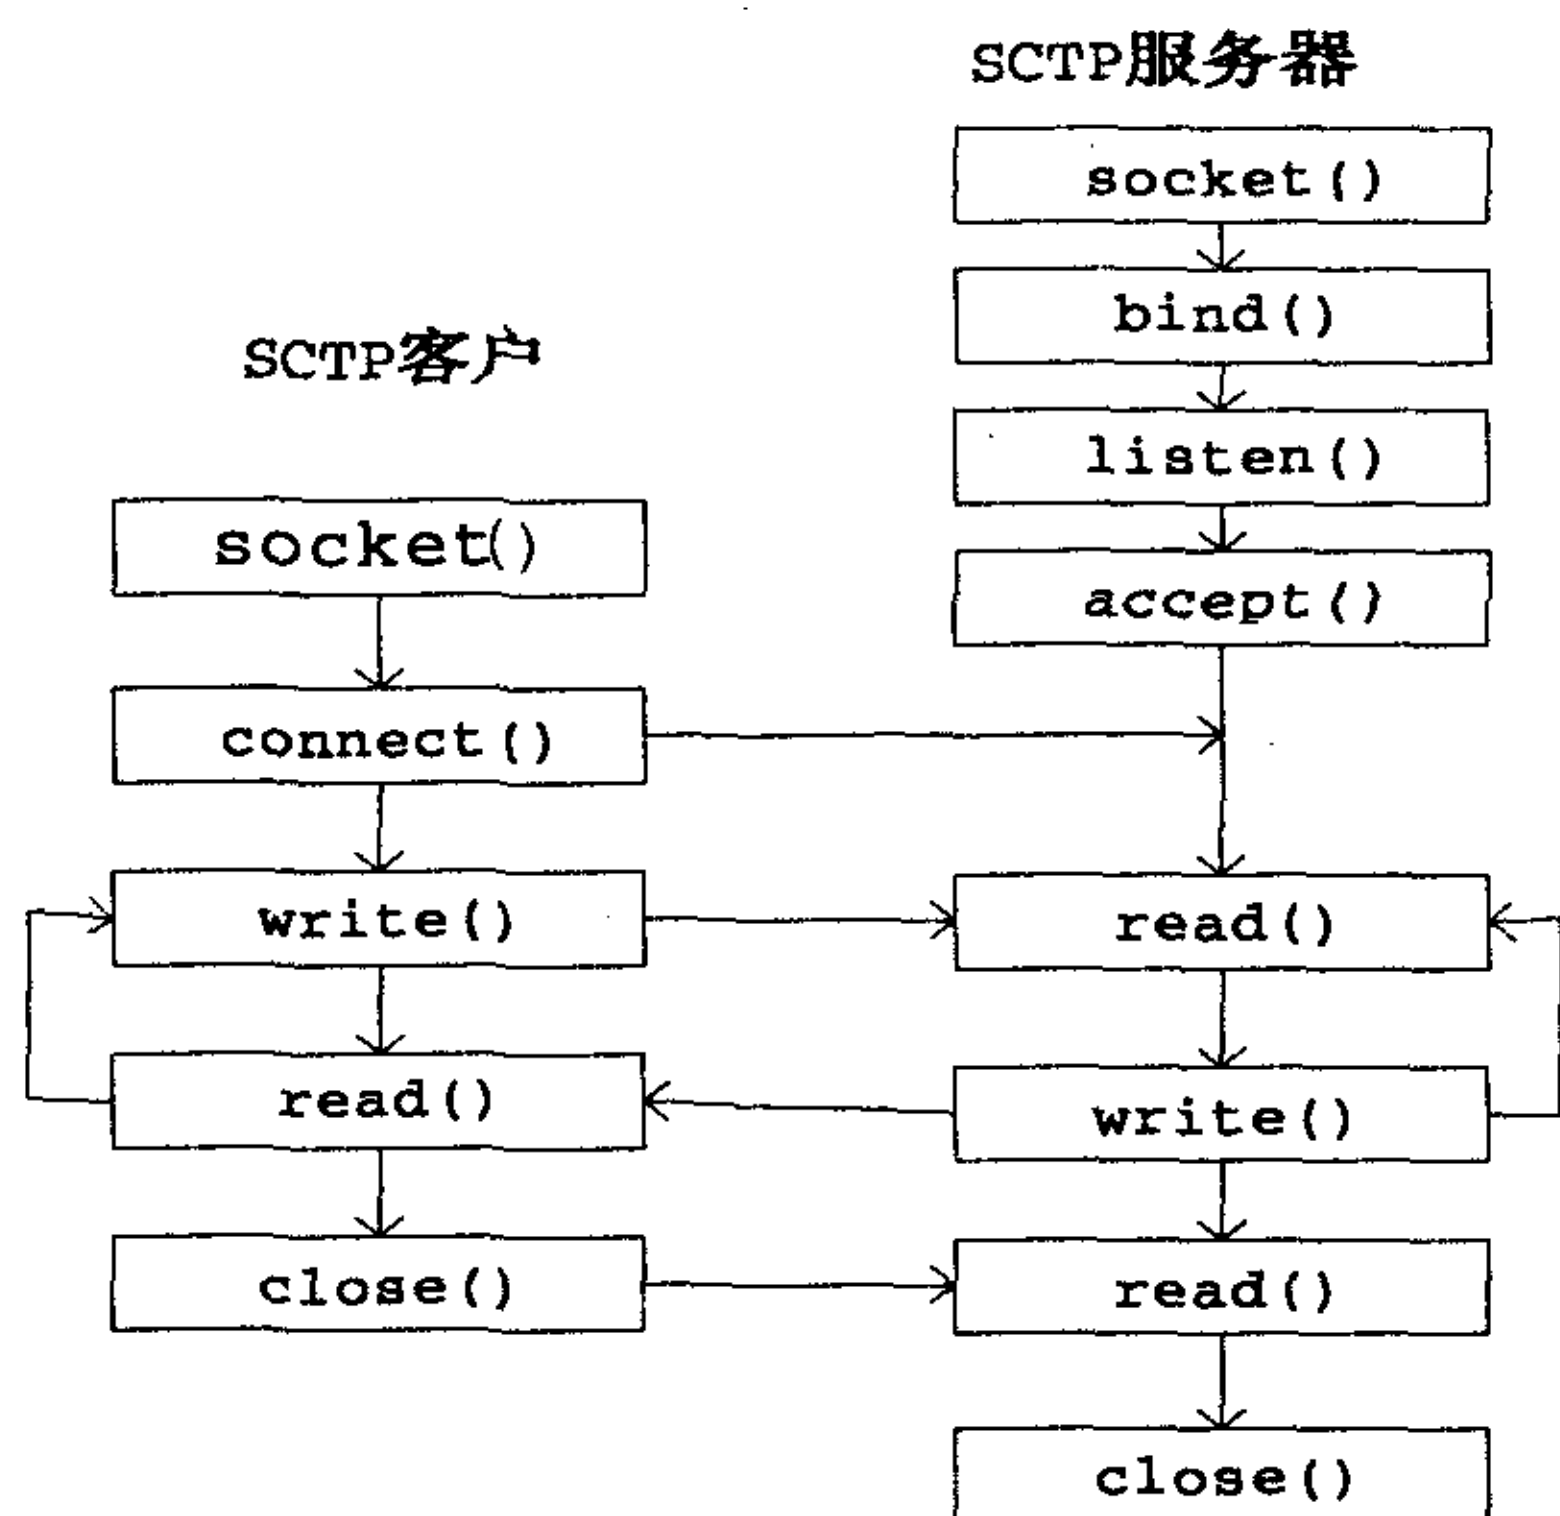 SCTP服务器
socket()
bind()
listen()
accept()
read()
write()
read()
close()
SCTP客户
socket()
connect()
write()
read()
close()